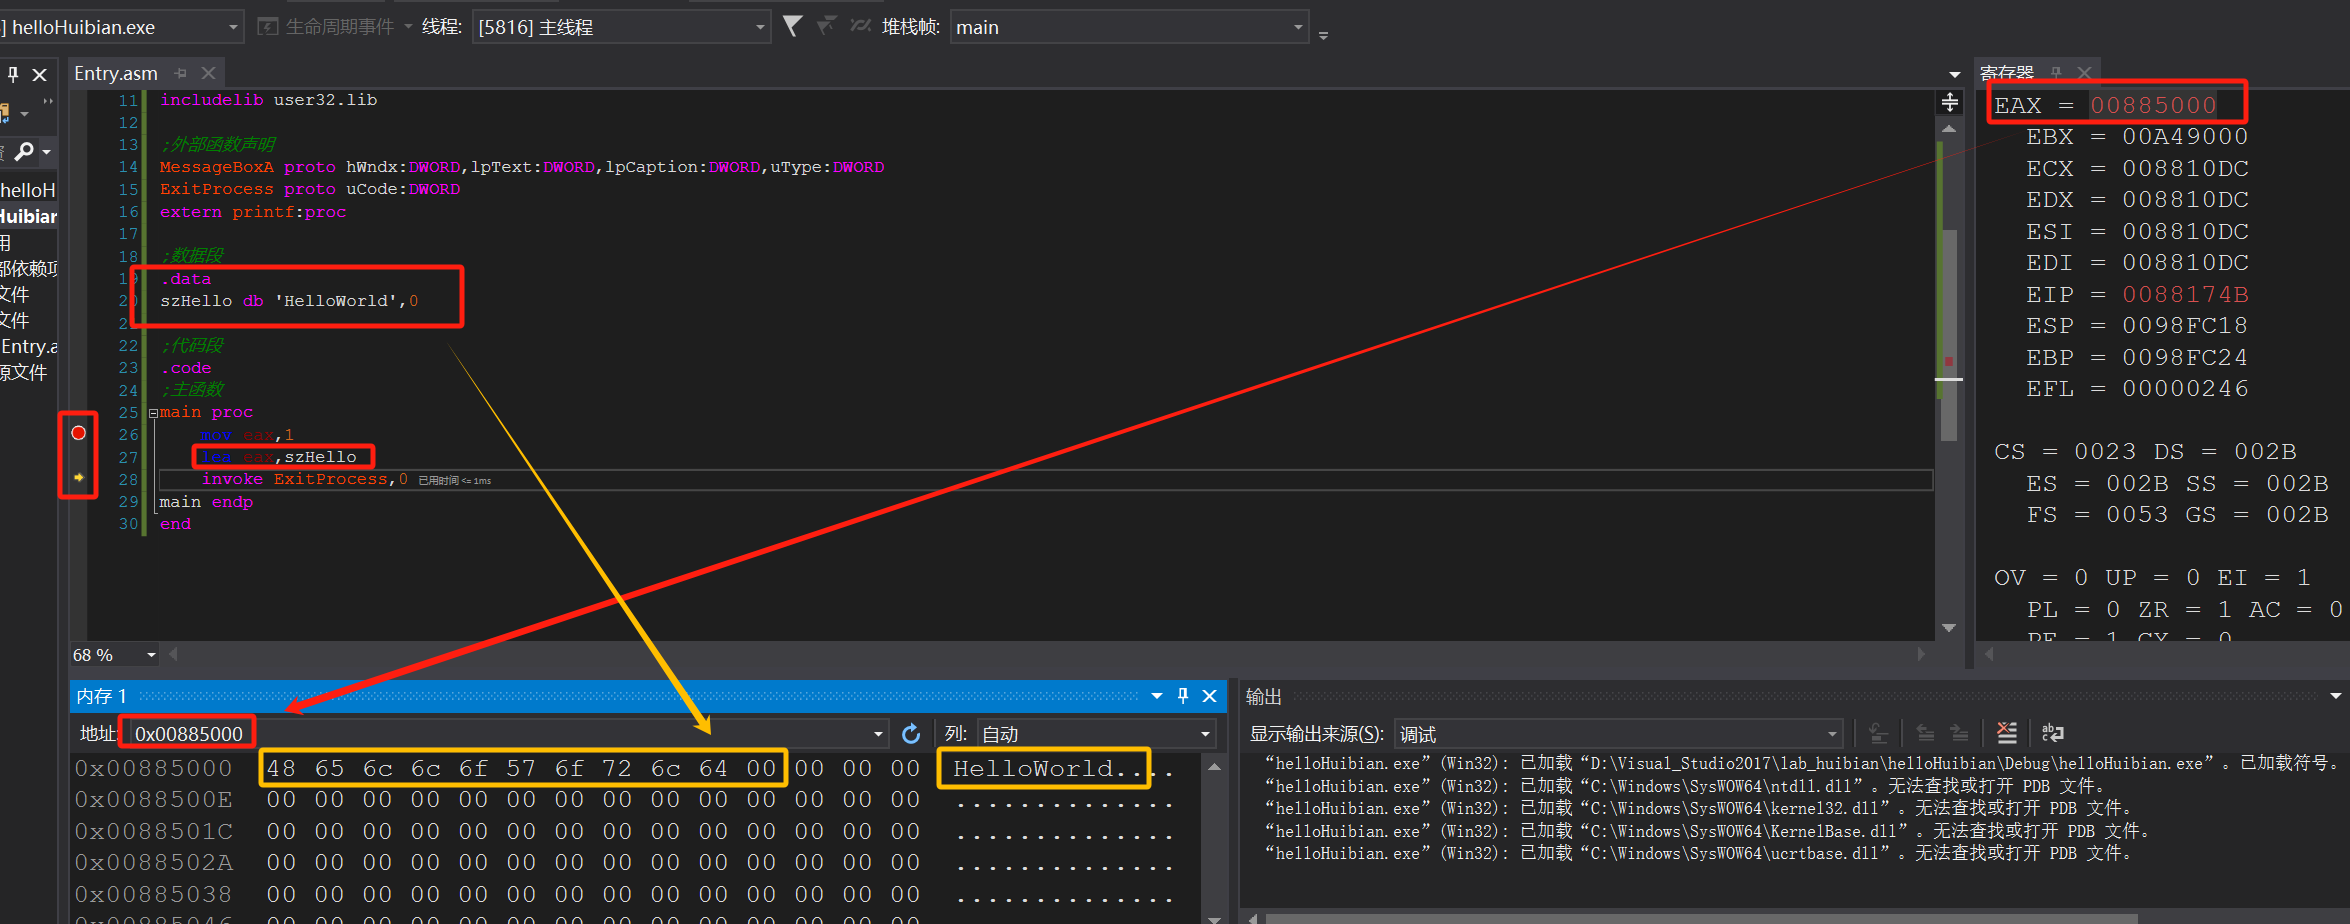 ] helloHuibian.exe 生命周期事件 线程: [5816] 主线程 堆栈帧: main
Entry.asm
寄存器
11 includelib user32.lib
12
13 ;外部函数声明
14 MessageBoxA proto hWndx:DWORD,lpText:DWORD,lpCaption:DWORD,uType:DWORD
15 ExitProcess proto uCode:DWORD
16 extern printf:proc
17
18 ;数据段
19 .data
20 szHello db 'HelloWorld',0
22 ;代码段
23 .code
24 ;主函数
25 main proc
26 mov eax,1
27 lea eax,szHello
28 invoke ExitProcess,0 已用时间 <= 1ms
29 main endp
30 end
helloH
Huibian
用
部依赖项
文件
文件
Entry.a
源文件
EAX = 00885000
EBX = 00A49000
ECX = 008810DC
EDX = 008810DC
ESI = 008810DC
EDI = 008810DC
EIP = 0088174B
ESP = 0098FC18
EBP = 0098FC24
EFL = 00000246
CS = 0023 DS = 002B
ES = 002B SS = 002B
FS = 0053 GS = 002B
OV = 0 UP = 0 EI = 1
PL = 0 ZR = 1 AC = 0
PE = 1 CY = 0
68 %
内存 1
地址: 0x00885000 列: 自动
0x00885000 48 65 6c 6c 6f 57 6f 72 6c 64 00 00 00 00 HelloWorld....
0x0088500E 00 00 00 00 00 00 00 00 00 00 00 00 00 00 ..............
0x0088501C 00 00 00 00 00 00 00 00 00 00 00 00 00 00 ..............
0x0088502A 00 00 00 00 00 00 00 00 00 00 00 00 00 00 ..............
0x00885038 00 00 00 00 00 00 00 00 00 00 00 00 00 00 ..............
0x00885046 00 00 00 00 00 00 00 00 00 00 00 00 00 00
输出
显示输出来源(S): 调试
“helloHuibian.exe”(Win32): 已加载“D:\Visual_Studio2017\lab_huibian\helloHuibian\Debug\helloHuibian.exe”。已加载符号。
“helloHuibian.exe”(Win32): 已加载“C:\Windows\SysWOW64\ntdll.dll”。无法查找或打开 PDB 文件。
“helloHuibian.exe”(Win32): 已加载“C:\Windows\SysWOW64\kernel32.dll”。无法查找或打开 PDB 文件。
“helloHuibian.exe”(Win32): 已加载“C:\Windows\SysWOW64\KernelBase.dll”。无法查找或打开 PDB 文件。
“helloHuibian.exe”(Win32): 已加载“C:\Windows\SysWOW64\ucrtbase.dll”。无法查找或打开 PDB 文件。